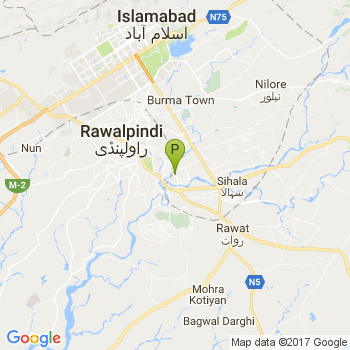 Islamabad
اسلام آباد
N75
Nilore
نیلور
Burma Town
Rawalpindi
راولپنڈی
P
Nun
M-2
Sihala
سہالہ
Rawat
روات
N5
Mohra
Kotiyan
Bagwal Darghi
Google
Map data ©2017 Google